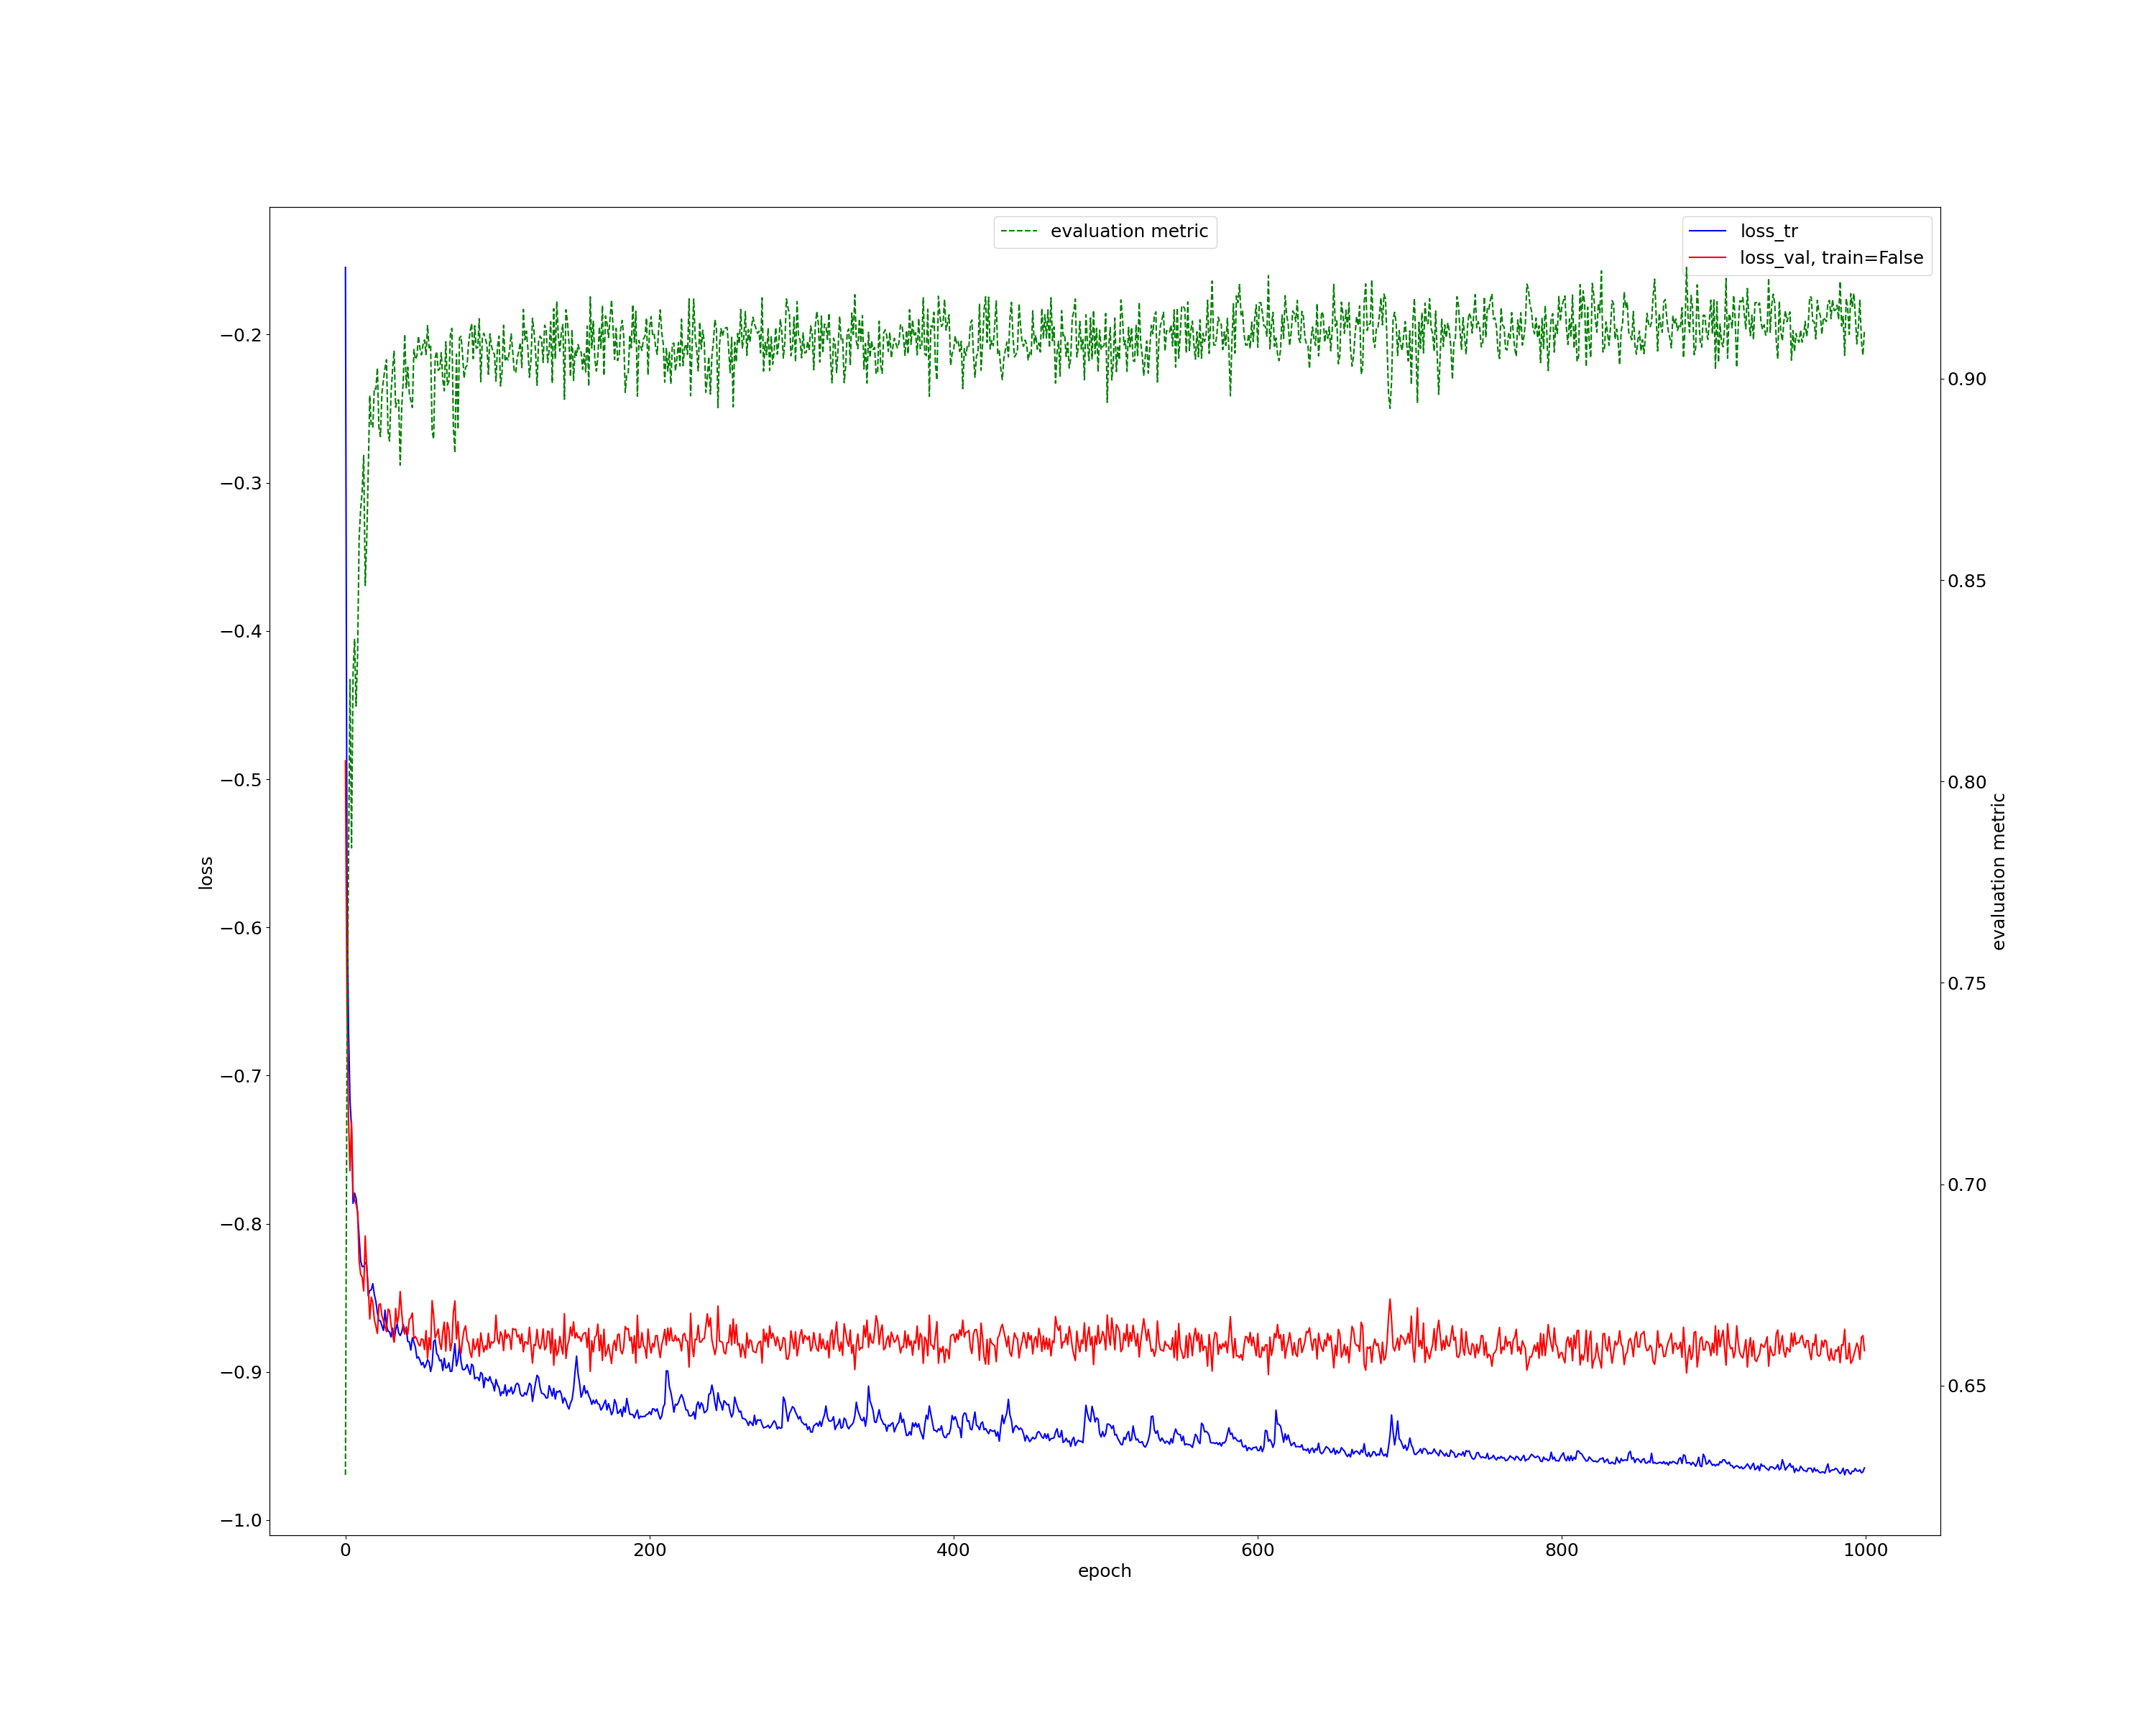 evaluation metric
loss_tr
loss_val, train=False
−0.2
−0.3
−0.4
−0.5
−0.6
−0.7
−0.8
−0.9
−1.0
loss
0.90
0.85
0.80
0.75
0.70
0.65
evaluation metric
0 200 400 600 800 1000
epoch